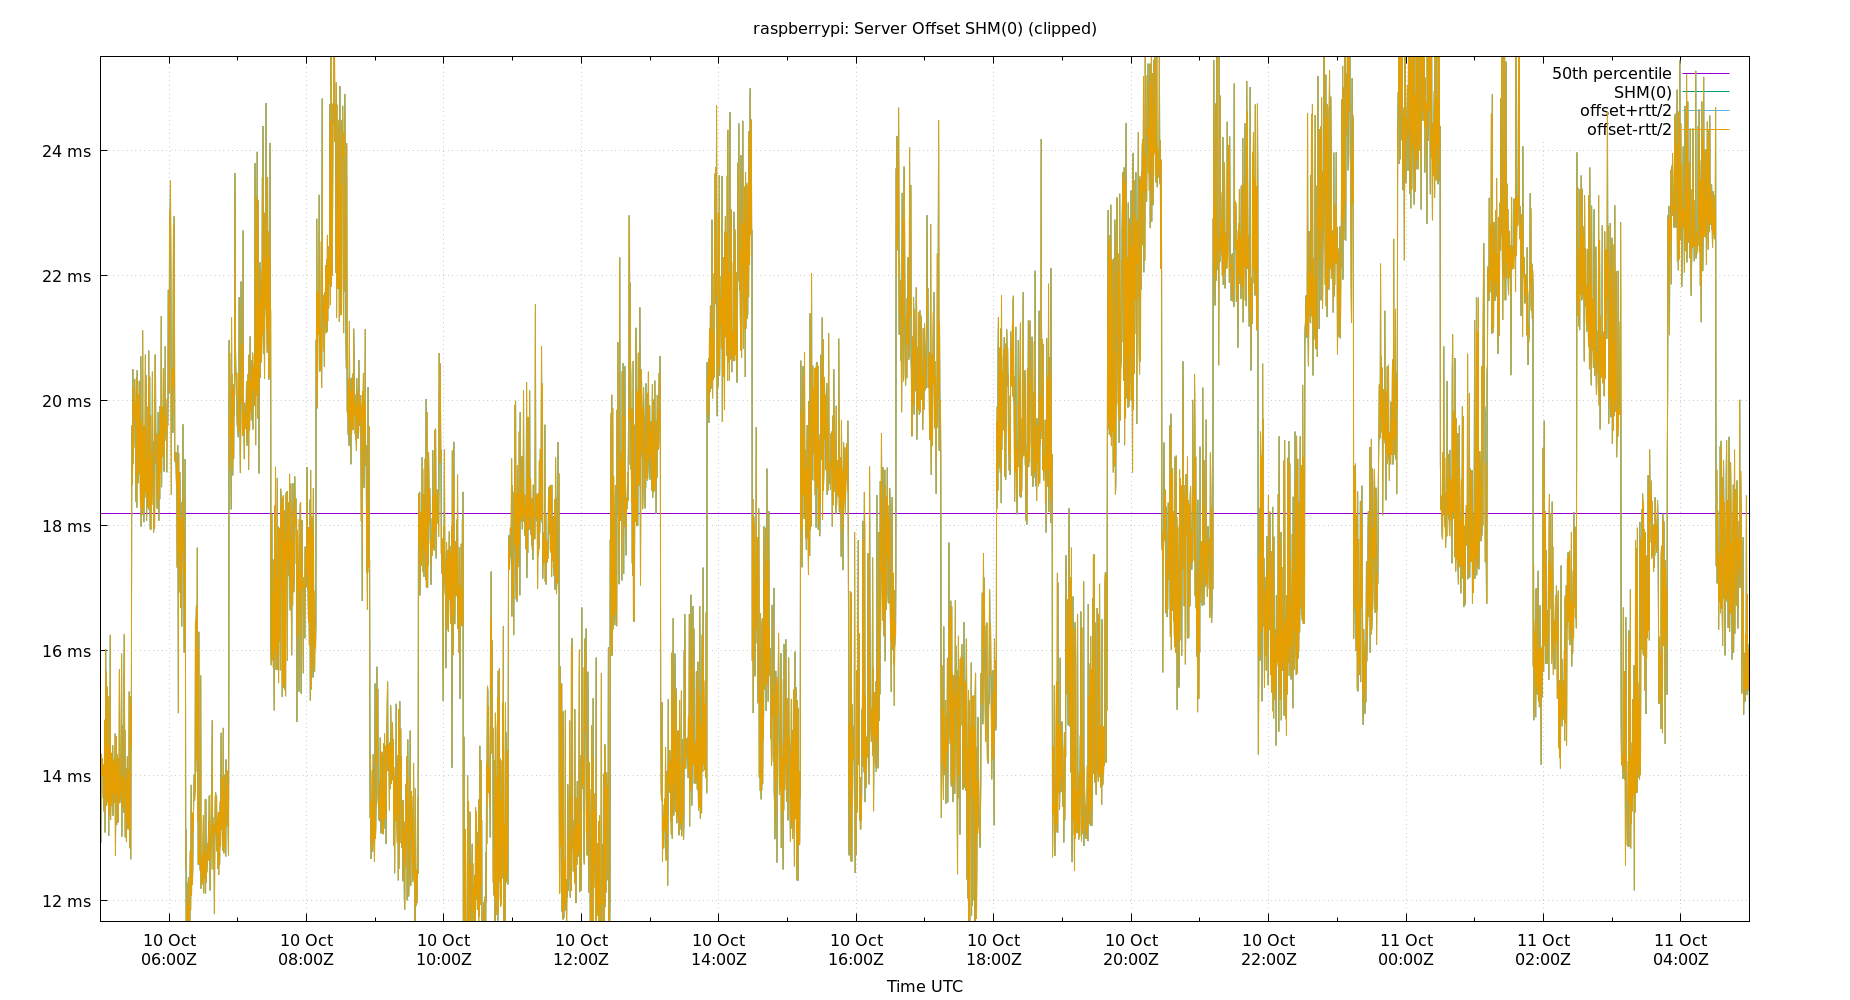 raspberrypi: Server Offset SHM(0) (clipped)
50th percentile
SHM(0)
offset+rtt/2
offset-rtt/2
24 ms
22 ms
20 ms
18 ms
16 ms
14 ms
12 ms
10 Oct 10 Oct 10 Oct 10 Oct 10 Oct 10 Oct 10 Oct 10 Oct 10 Oct 11 Oct 11 Oct 11 Oct
06:00Z 08:00Z 10:00Z 12:00Z 14:00Z 16:00Z 18:00Z 20:00Z 22:00Z 00:00Z 02:00Z 04:00Z
Time UTC